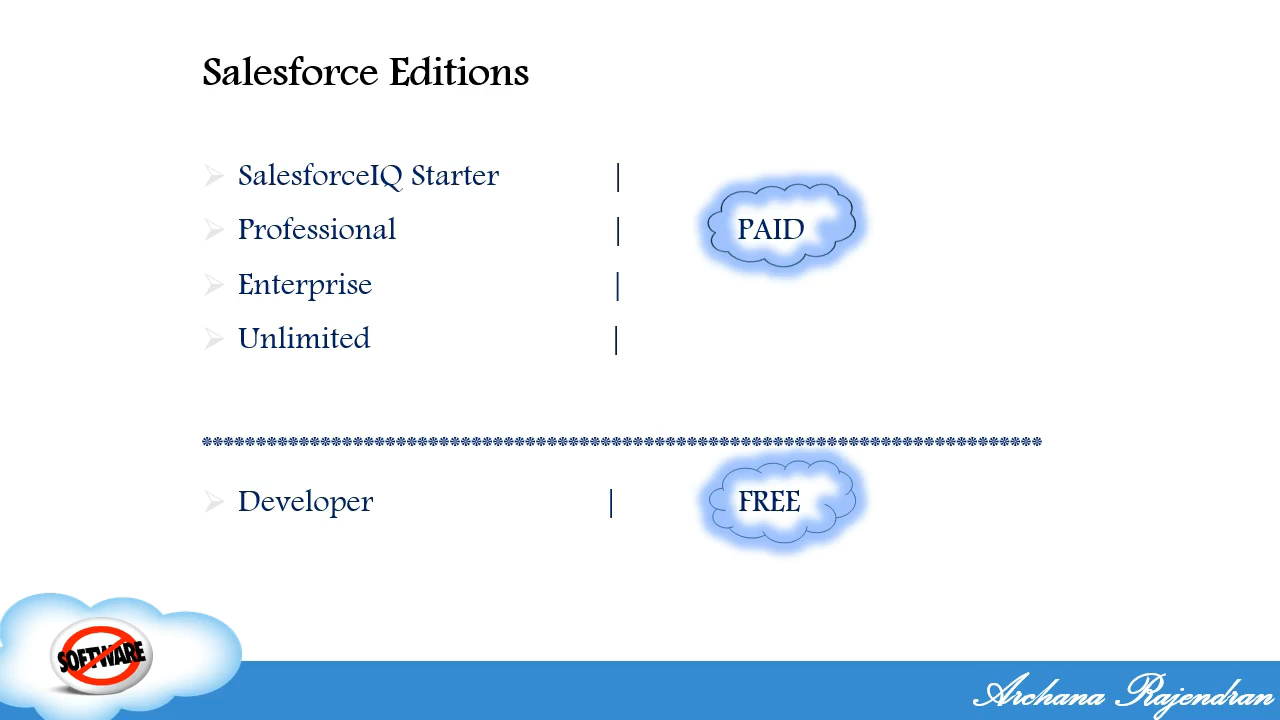 Salesforce Editions
SalesforceIQ Starter |
Professional | PAID
Enterprise |
Unlimited |
******************************************************************************
Developer | FREE
SOFTWARE
Archana Rajendran